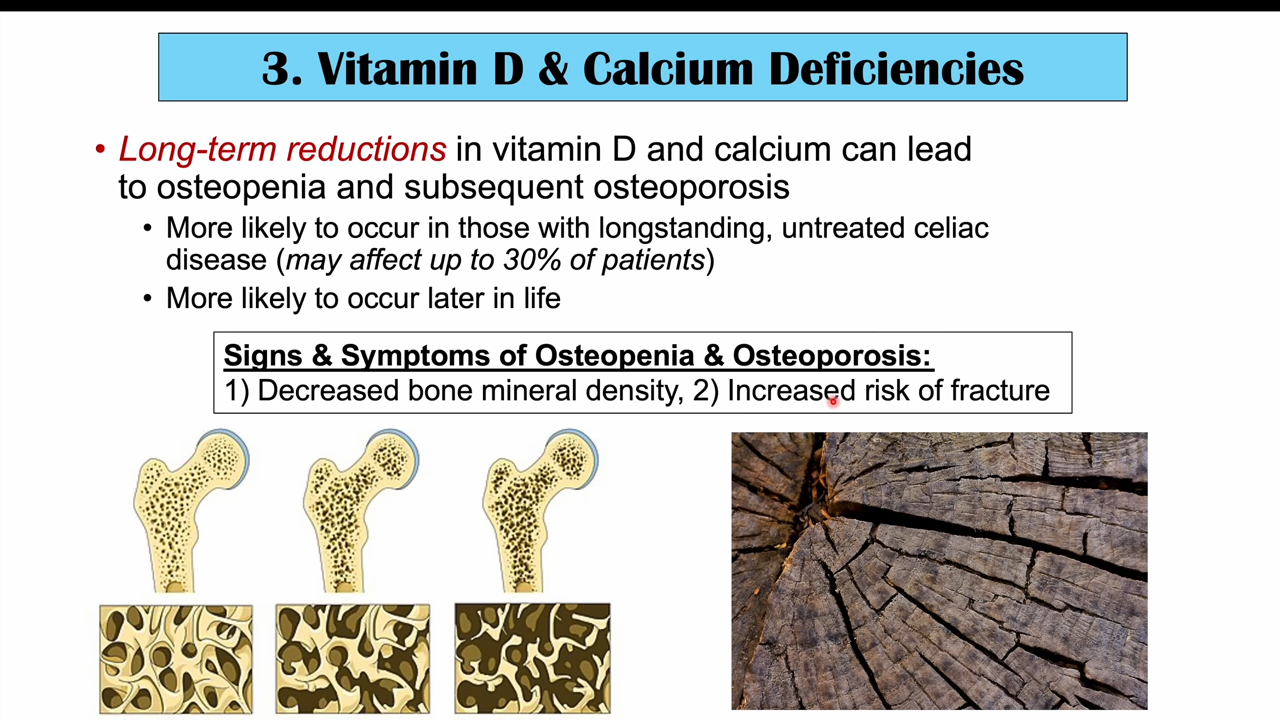 3. Vitamin D & Calcium Deficiencies
• Long-term reductions in vitamin D and calcium can lead
to osteopenia and subsequent osteoporosis
• More likely to occur in those with longstanding, untreated celiac
disease (may affect up to 30% of patients)
• More likely to occur later in life
Signs & Symptoms of Osteopenia & Osteoporosis:
1) Decreased bone mineral density, 2) Increased risk of fracture